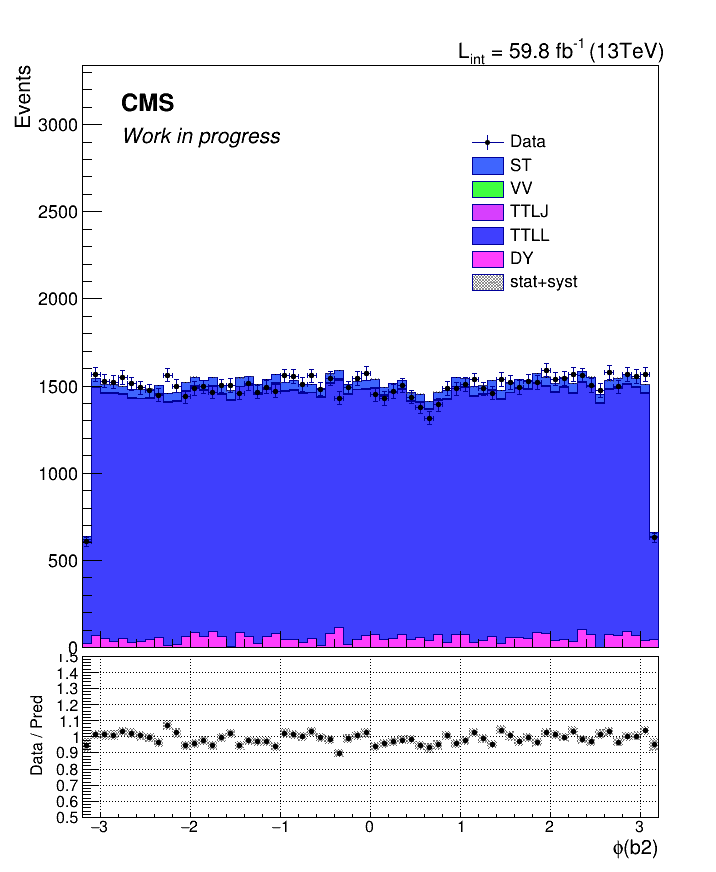 L_int = 59.8 fb^-1 (13TeV)
Events
CMS
Work in progress
Data
ST
VV
TTLJ
TTLL
DY
stat+syst
3000
2500
2000
1500
1000
500
0
Data / Pred
1.5
1.4
1.3
1.2
1.1
1
0.9
0.8
0.7
0.6
0.5
−3 −2 −1 0 1 2 3
ϕ(b2)